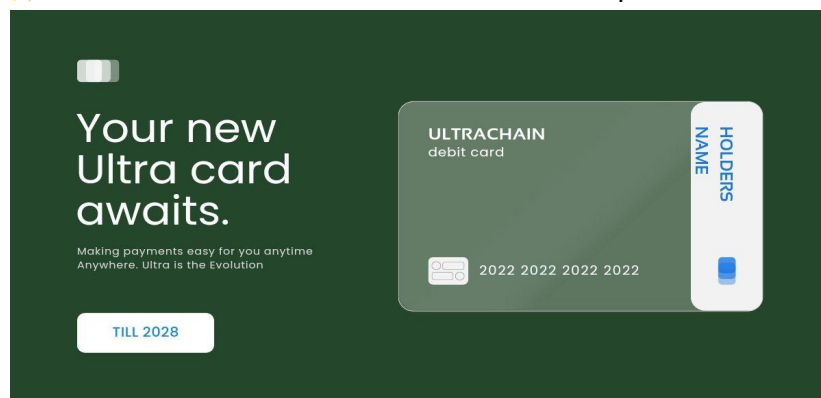 Your new
Ultra card
awaits.
Making payments easy for you anytime
Anywhere. Ultra is the Evolution
TILL 2028
ULTRACHAIN
debit card
2022 2022 2022 2022
HOLDERS
NAME